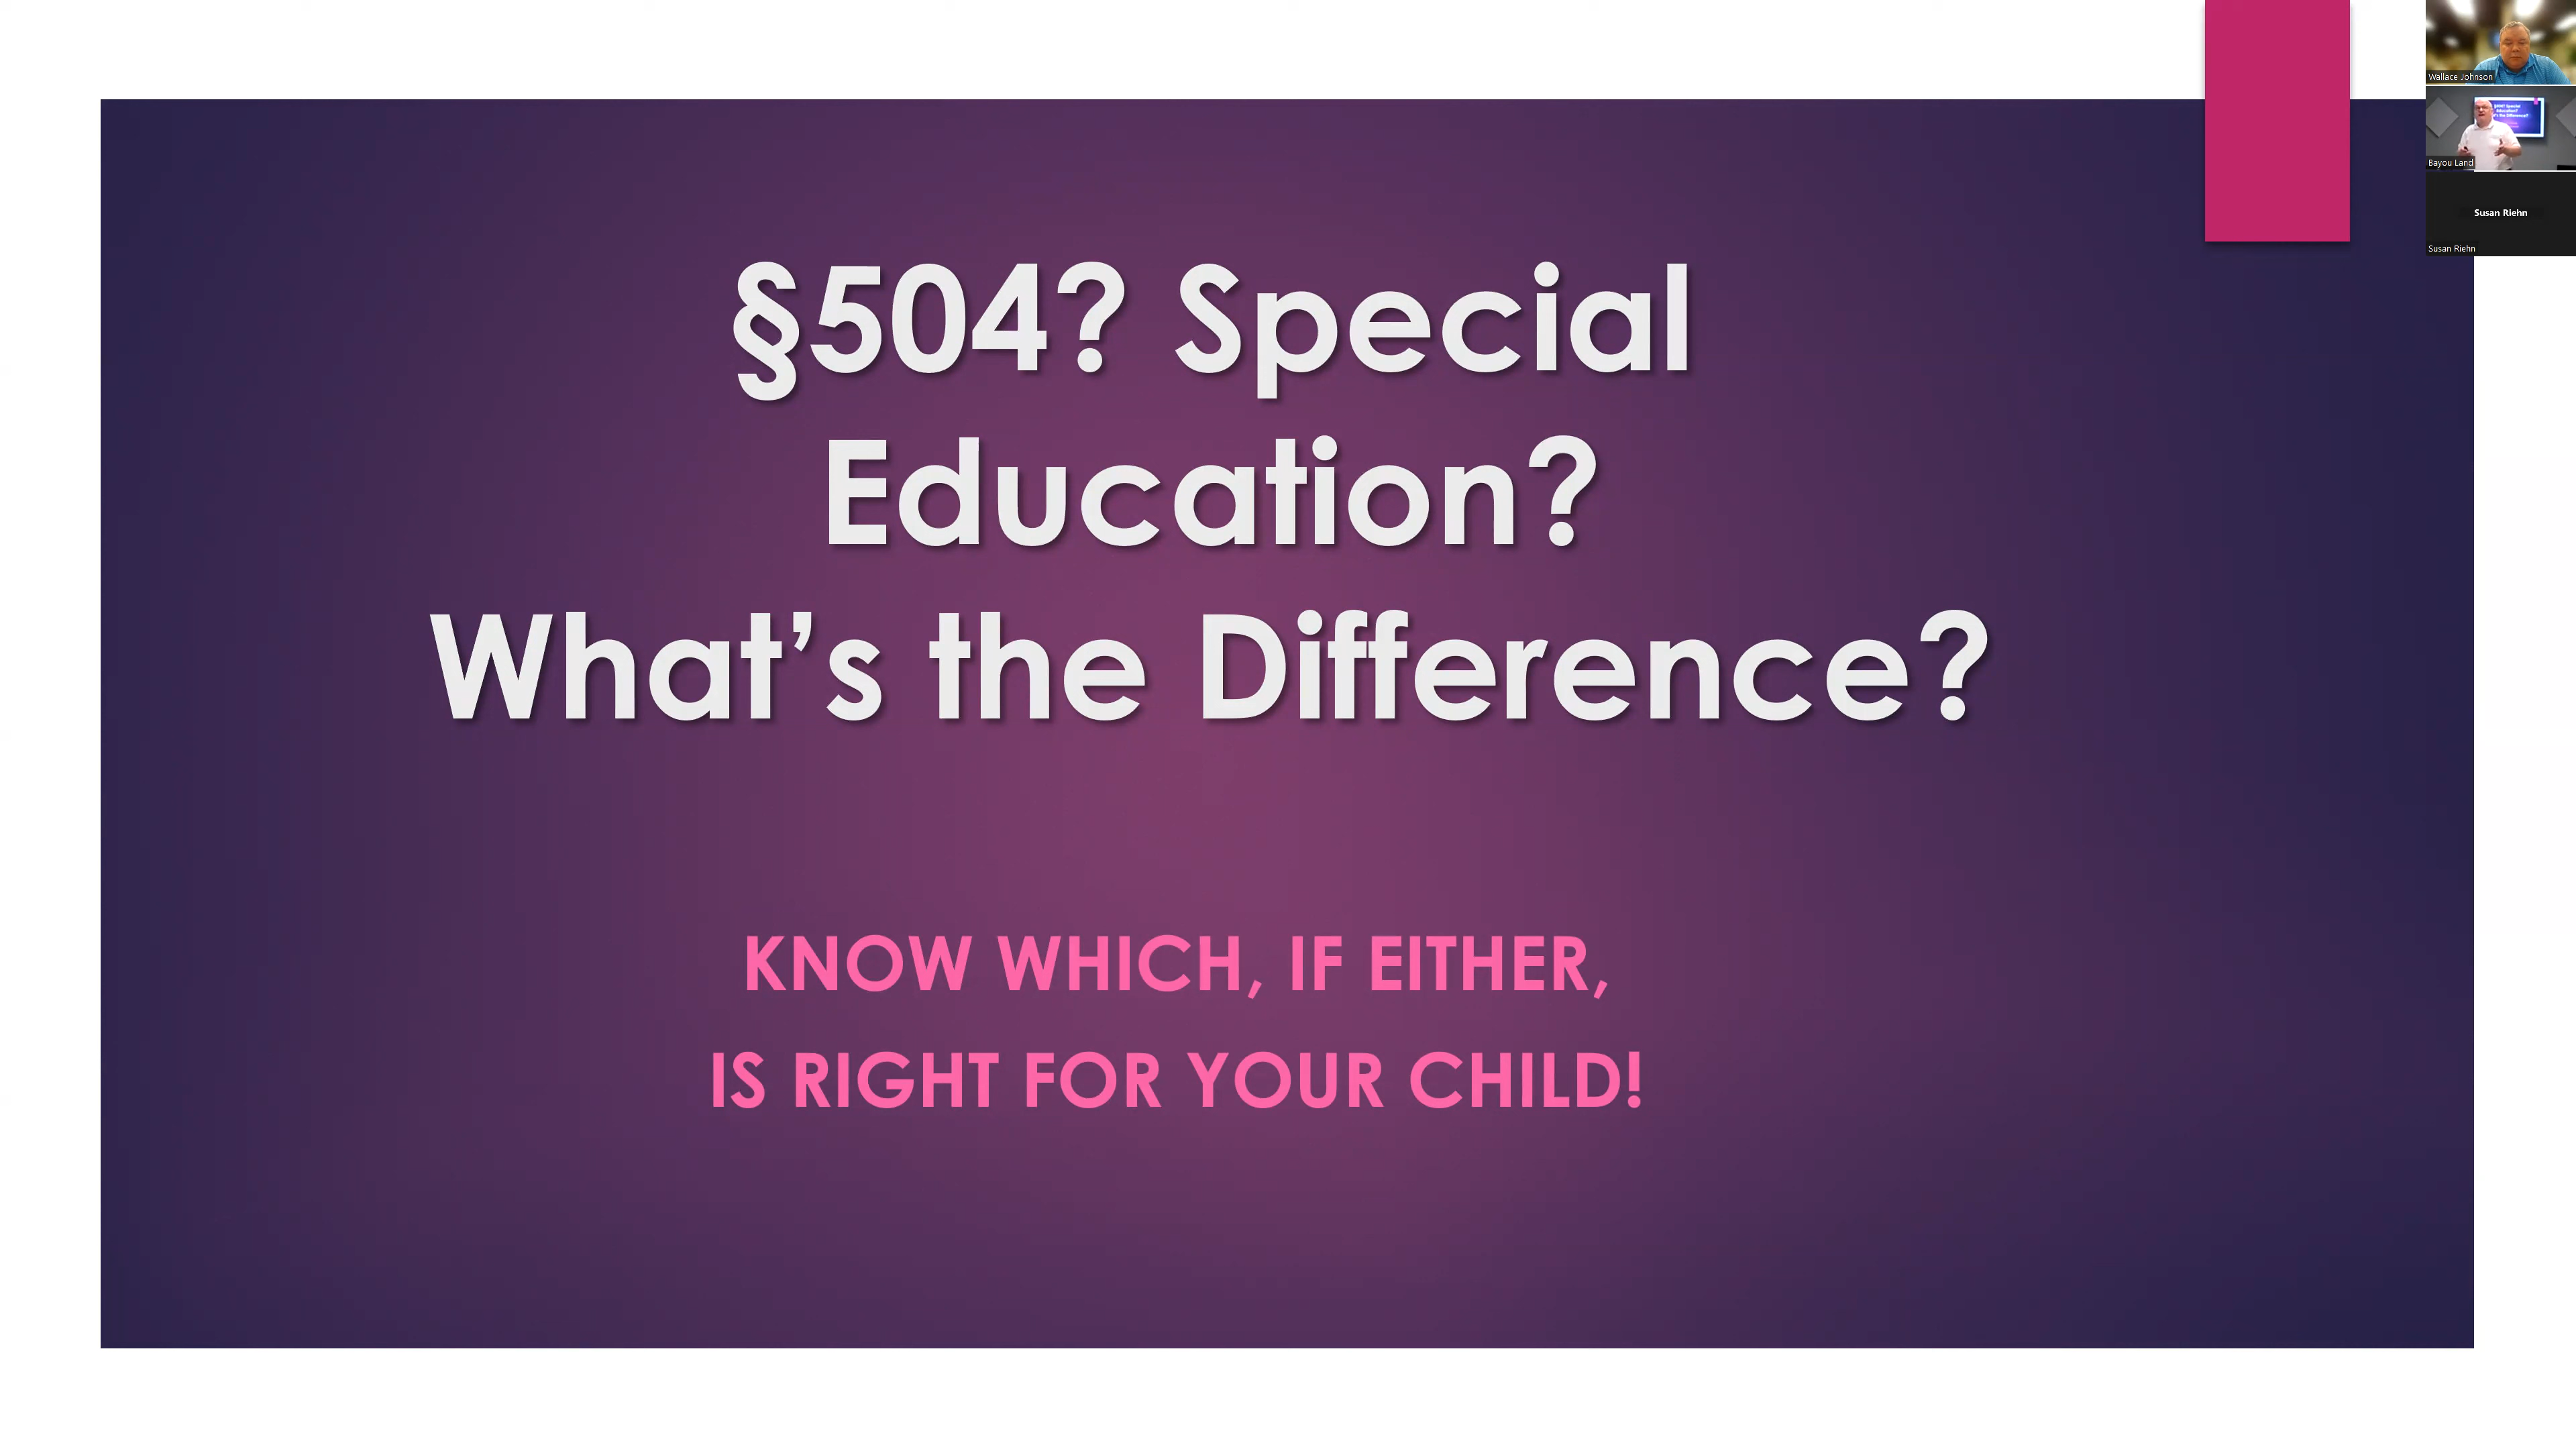 §504? Special
Education?
What’s the Difference?
KNOW WHICH, IF EITHER,
IS RIGHT FOR YOUR CHILD!
Wallace Johnson
Bayou Land
Susan Riehn
Susan Riehn